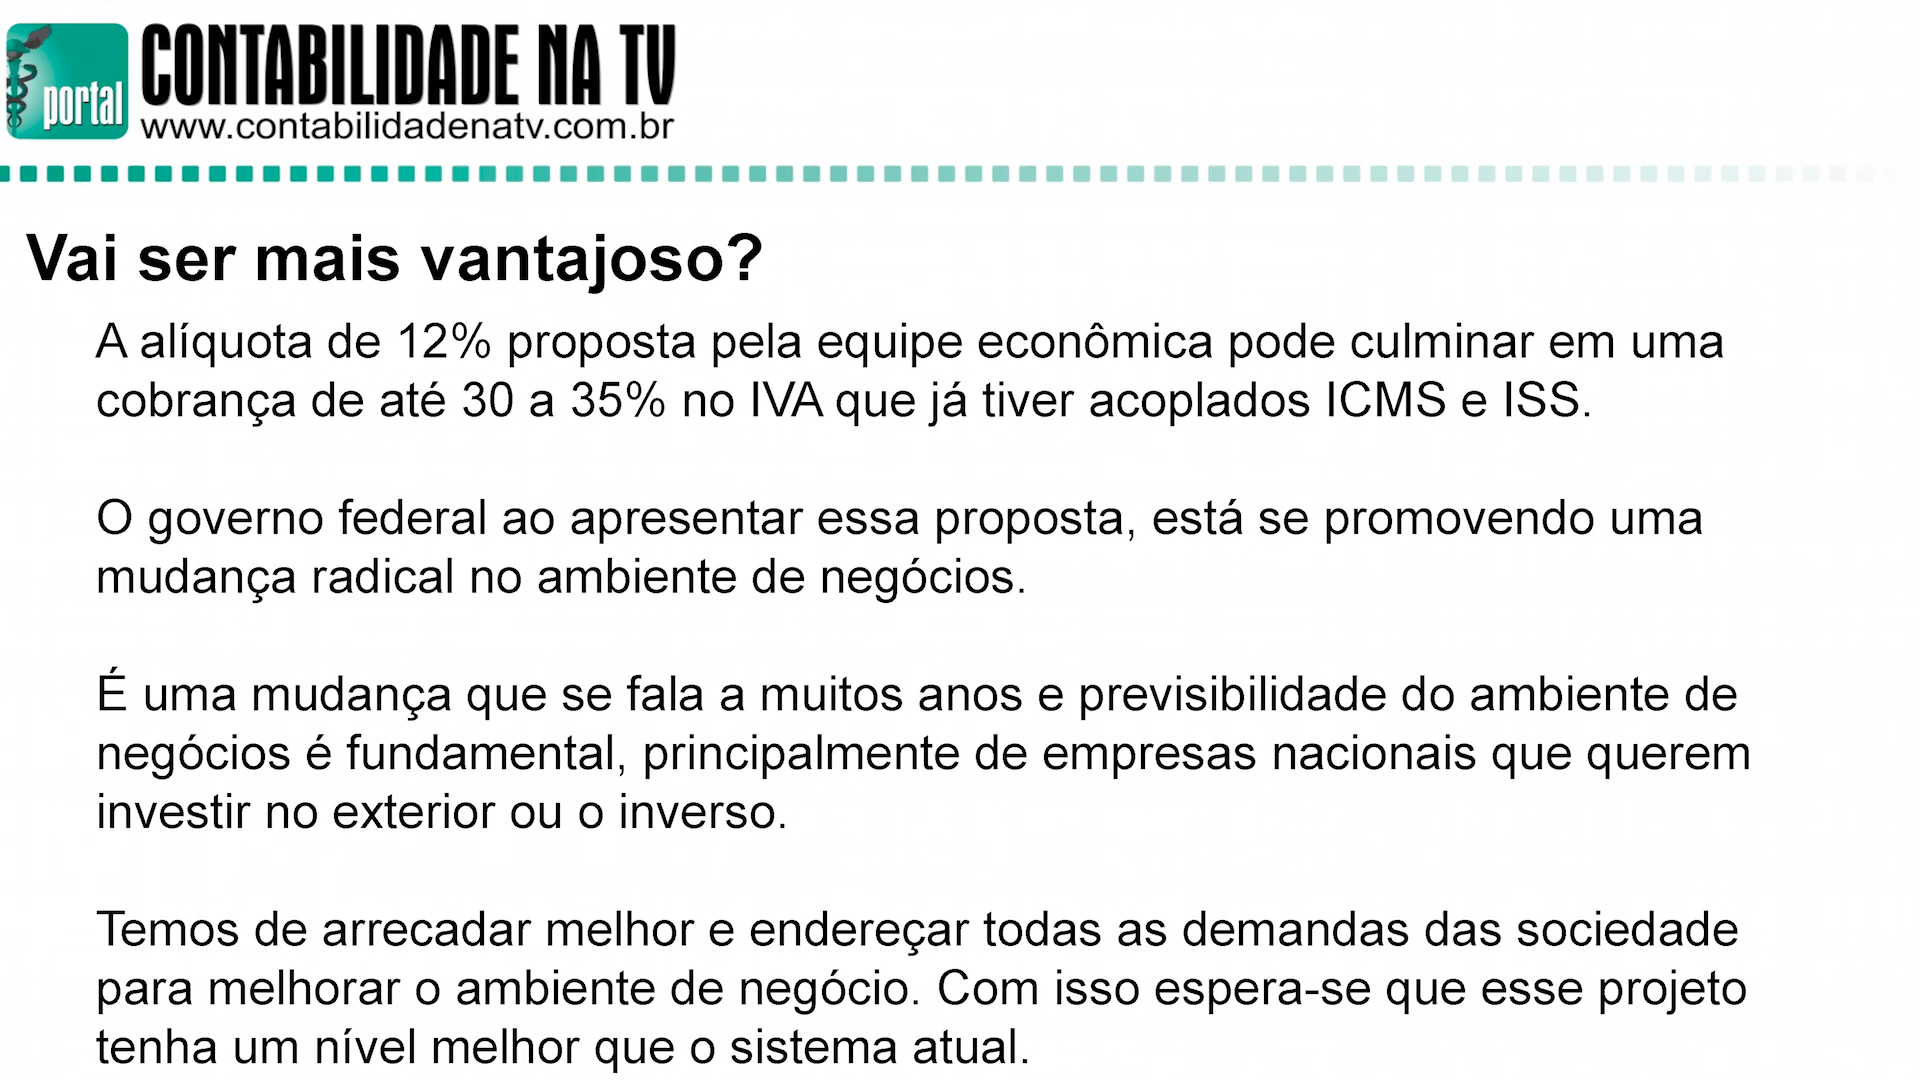 portal
CONTABILIDADE NA TV
www.contabilidadenatv.com.br
Vai ser mais vantajoso?
A alíquota de 12% proposta pela equipe econômica pode culminar em uma
cobrança de até 30 a 35% no IVA que já tiver acoplados ICMS e ISS.
O governo federal ao apresentar essa proposta, está se promovendo uma
mudança radical no ambiente de negócios.
É uma mudança que se fala a muitos anos e previsibilidade do ambiente de
negócios é fundamental, principalmente de empresas nacionais que querem
investir no exterior ou o inverso.
Temos de arrecadar melhor e endereçar todas as demandas das sociedade
para melhorar o ambiente de negócio. Com isso espera-se que esse projeto
tenha um nível melhor que o sistema atual.